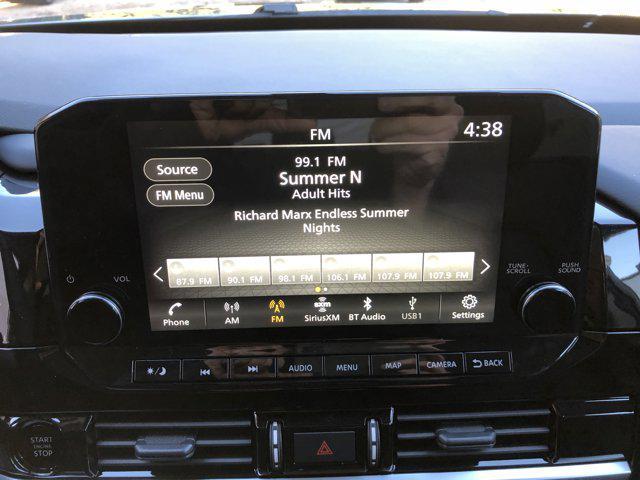 FM
4:38
99.1 FM
Source
Summer N
Adult Hits
FM Menu
Richard Marx Endless Summer
Nights
87.9 FM 90.1 FM 98.1 FM 106.1 FM 107.9 FM 107.9 FM
VOL
TUNE-
SCROLL
PUSH
SOUND
Phone AM FM SiriusXM BT Audio USB1 Settings
AUDIO MENU MAP CAMERA BACK
START
ENGINE
STOP